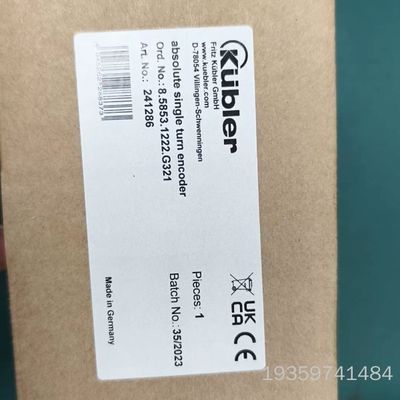 Kübler
Fritz Kübler GmbH
www.kuebler.com
D-78054 Villingen-Schwenningen
absolute single turn encoder
Ord. No.: 8.5853.1222.G321
Art. No.: 241286
Pieces: 1
Batch No.: 35/2023
Made in Germany
UK
CA
CE
19359741484